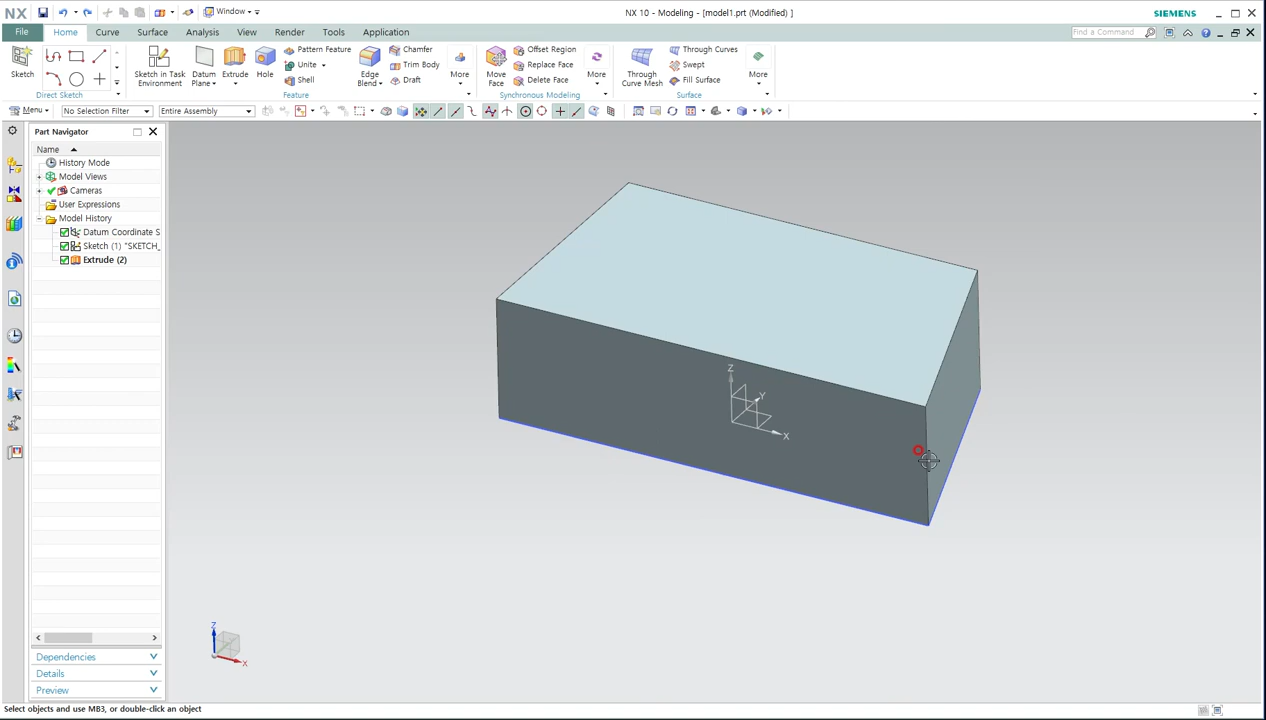 NX
Window
NX 10 - Modeling - [model1.prt (Modified) ]
SIEMENS
File
Home
Curve
Surface
Analysis
View
Render
Tools
Application
Find a Command
Sketch
Direct Sketch
Sketch in Task Environment
Datum Plane
Extrude
Hole
Pattern Feature
Unite
Shell
Edge Blend
Chamfer
Trim Body
Draft
More
Feature
Move Face
Offset Region
Replace Face
Delete Face
More
Synchronous Modeling
Through Curve Mesh
Through Curves
Swept
Fill Surface
More
Surface
Menu
No Selection Filter
Entire Assembly
Part Navigator
Name
History Mode
Model Views
Cameras
User Expressions
Model History
Datum Coordinate S
Sketch (1) "SKETCH_
Extrude (2)
Z
Y
X
Z
X
Dependencies
Details
Preview
Select objects and use MB3, or double-click an object